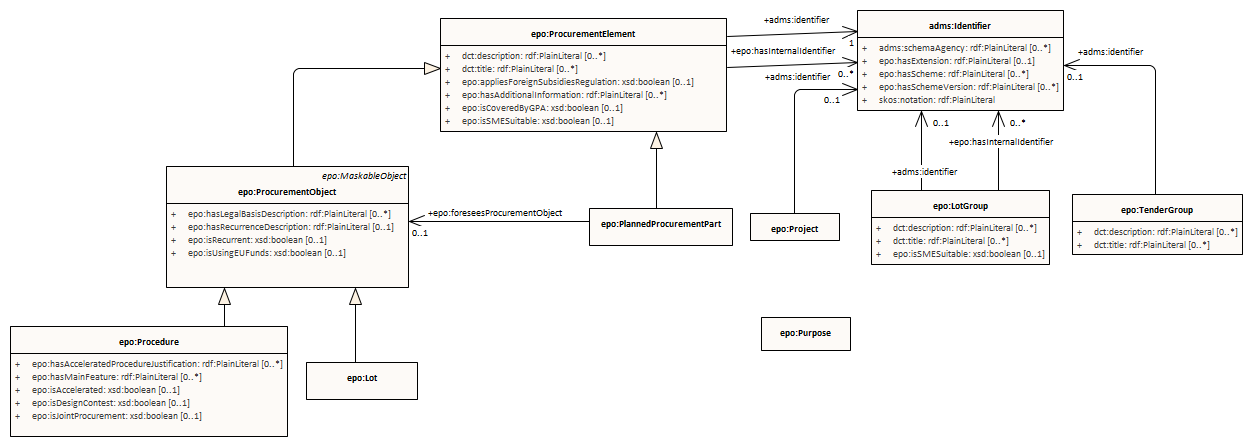 epo:ProcurementElement
+ dct:description: rdf:PlainLiteral [0..*]
+ dct:title: rdf:PlainLiteral [0..*]
+ epo:appliesForeignSubsidiesRegulation: xsd:boolean [0..1]
+ epo:hasAdditionalInformation: rdf:PlainLiteral [0..*]
+ epo:isCoveredByGPA: xsd:boolean [0..1]
+ epo:isSMESuitable: xsd:boolean [0..1]
+adms:identifier
1
+epo:hasInternalIdentifier
0..*
+adms:identifier
0..1
adms:Identifier
+ adms:schemaAgency: rdf:PlainLiteral [0..*]
+ epo:hasExtension: rdf:PlainLiteral [0..1]
+ epo:hasScheme: rdf:PlainLiteral [0..*]
+ epo:hasSchemeVersion: rdf:PlainLiteral [0..*]
+ skos:notation: rdf:PlainLiteral
+adms:identifier
0..1
0..1
0..*
+epo:hasInternalIdentifier
+adms:identifier
epo:MaskableObject
epo:ProcurementObject
+ epo:hasLegalBasisDescription: rdf:PlainLiteral [0..*]
+ epo:hasRecurrenceDescription: rdf:PlainLiteral [0..1]
+ epo:isRecurrent: xsd:boolean [0..1]
+ epo:isUsingEUFunds: xsd:boolean [0..1]
+epo:foreseesProcurementObject
0..1
epo:PlannedProcurementPart
epo:Project
epo:LotGroup
+ dct:description: rdf:PlainLiteral [0..*]
+ dct:title: rdf:PlainLiteral [0..*]
+ epo:isSMESuitable: xsd:boolean [0..1]
epo:TenderGroup
+ dct:description: rdf:PlainLiteral [0..*]
+ dct:title: rdf:PlainLiteral [0..*]
epo:Purpose
epo:Procedure
+ epo:hasAcceleratedProcedureJustification: rdf:PlainLiteral [0..*]
+ epo:hasMainFeature: rdf:PlainLiteral [0..*]
+ epo:isAccelerated: xsd:boolean [0..1]
+ epo:isDesignContest: xsd:boolean [0..1]
+ epo:isJointProcurement: xsd:boolean [0..1]
epo:Lot